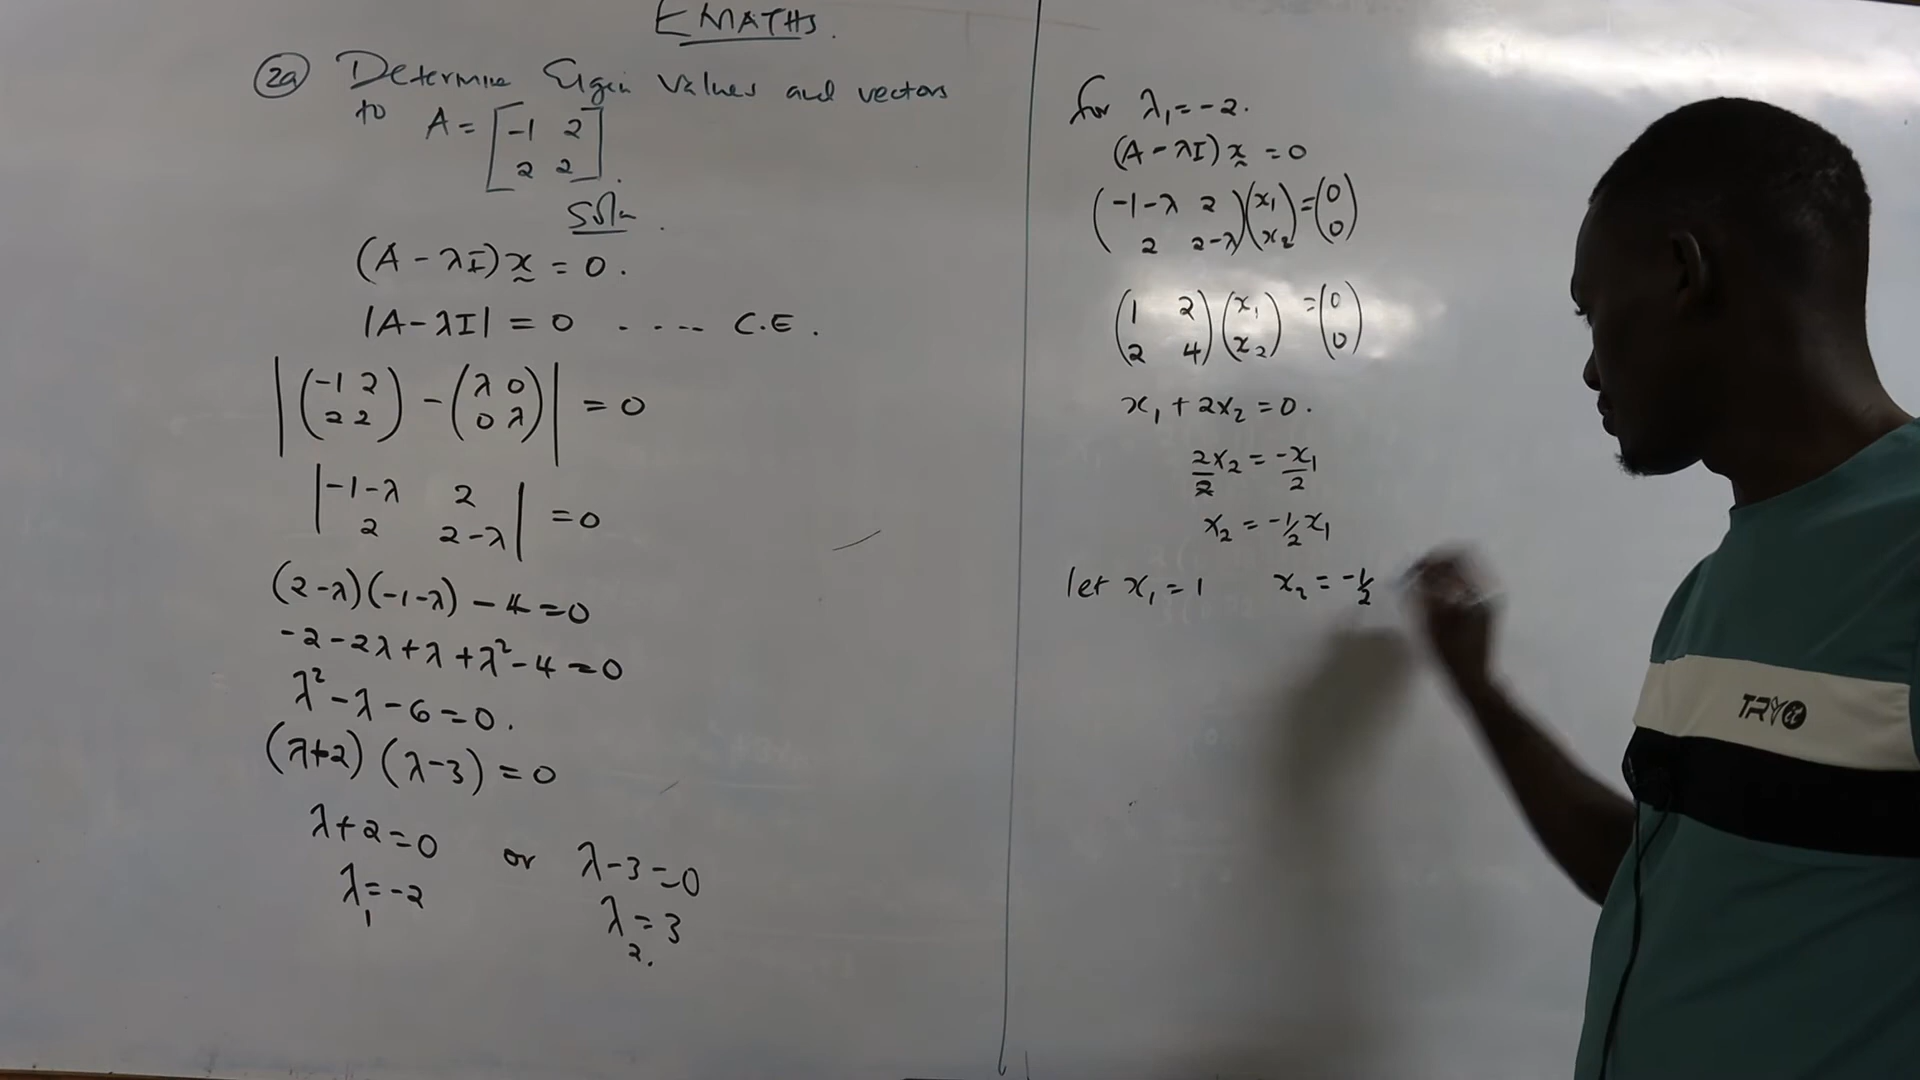 E MATHS.
2a Determine Eigen Values and vectors
to A = [-1 2
2 2].
Soln.
(A - λI)x = 0.
|A - λI| = 0 . . . . C.E.
|(-1 2
2 2) - (λ 0
0 λ)| = 0
|-1-λ 2
2 2-λ| = 0
(2-λ)(-1-λ) - 4 = 0
-2 - 2λ + λ + λ² - 4 = 0
λ² - λ - 6 = 0.
(λ+2) (λ-3) = 0
λ+2 = 0 or λ-3 = 0
λ₁ = -2 λ₂ = 3
for λ₁ = -2.
(A - λI) x = 0
(-1-λ 2
2 2-λ)(x₁
x₂) = (0
0)
(1 2
2 4)(x₁
x₂) = (0
0)
x₁ + 2x₂ = 0.
2x₂/2 = -x₁/2
x₂ = -1/2 x₁
let x₁ = 1 x₂ = -1/2
TRY it